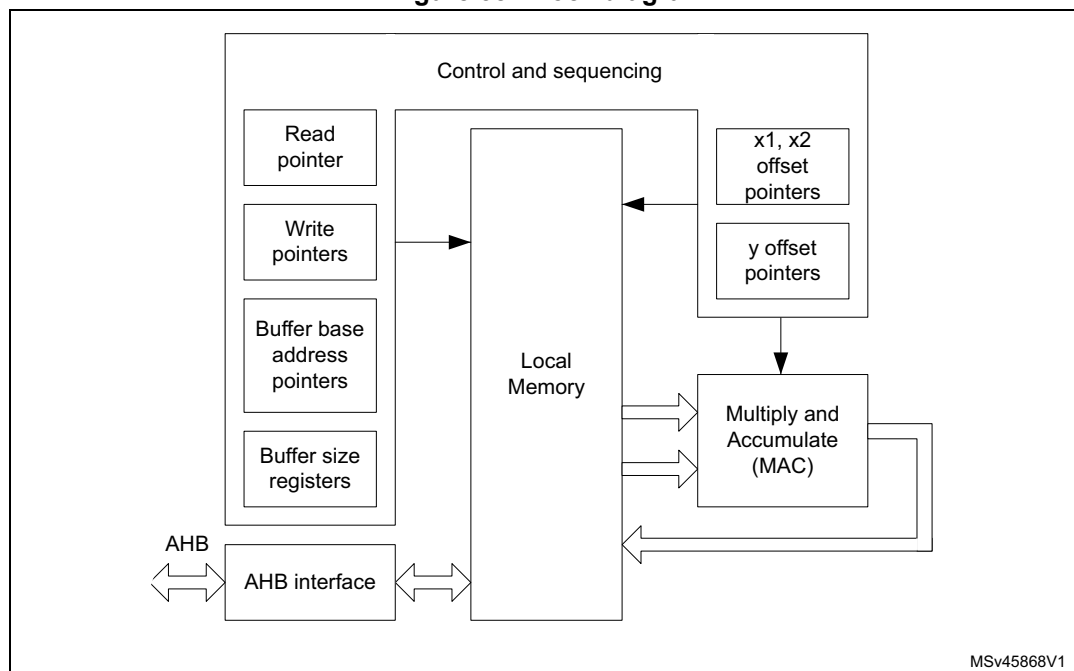 Control and sequencing
Read
pointer
Write
pointers
Buffer base
address
pointers
Buffer size
registers
x1, x2
offset
pointers
y offset
pointers
Local
Memory
Multiply and
Accumulate
(MAC)
AHB
AHB interface
MSv45868V1